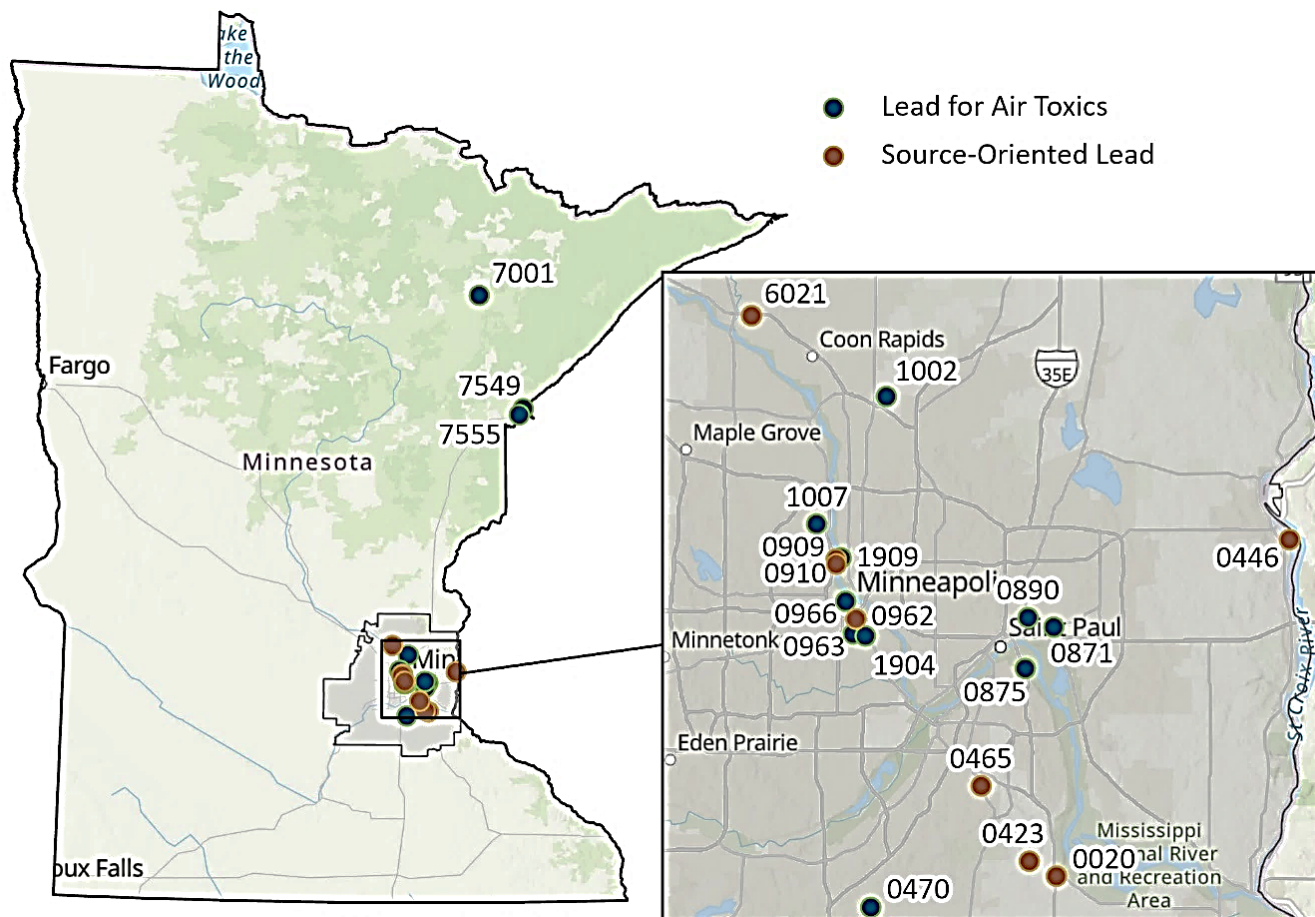 ake
the
Wood
Lead for Air Toxics
Source-Oriented Lead
7001
Fargo
7549
7555
Minnesota
Min
oux Falls
6021
Coon Rapids
1002
35E
Maple Grove
1007
0909
1909
0910
Minneapoli
0446
0890
0966
0962
Saint Paul
Minnetonk
0963
0871
1904
0875
St Croix River
Eden Prairie
0465
0423
Mississippi
0020
nal River
and Recreation
Area
0470